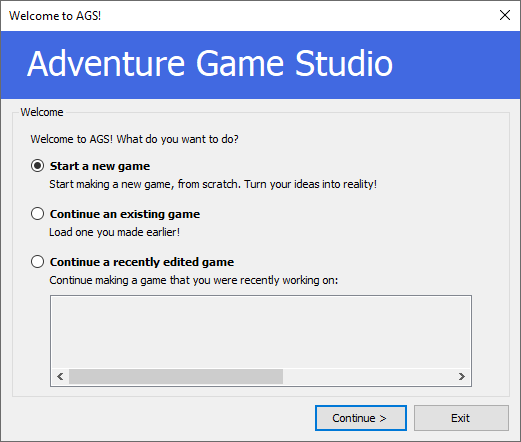 Welcome to AGS!
Adventure Game Studio
Welcome
Welcome to AGS! What do you want to do?
Start a new game
Start making a new game, from scratch. Turn your ideas into reality!
Continue an existing game
Load one you made earlier!
Continue a recently edited game
Continue making a game that you were recently working on:
Continue >
Exit